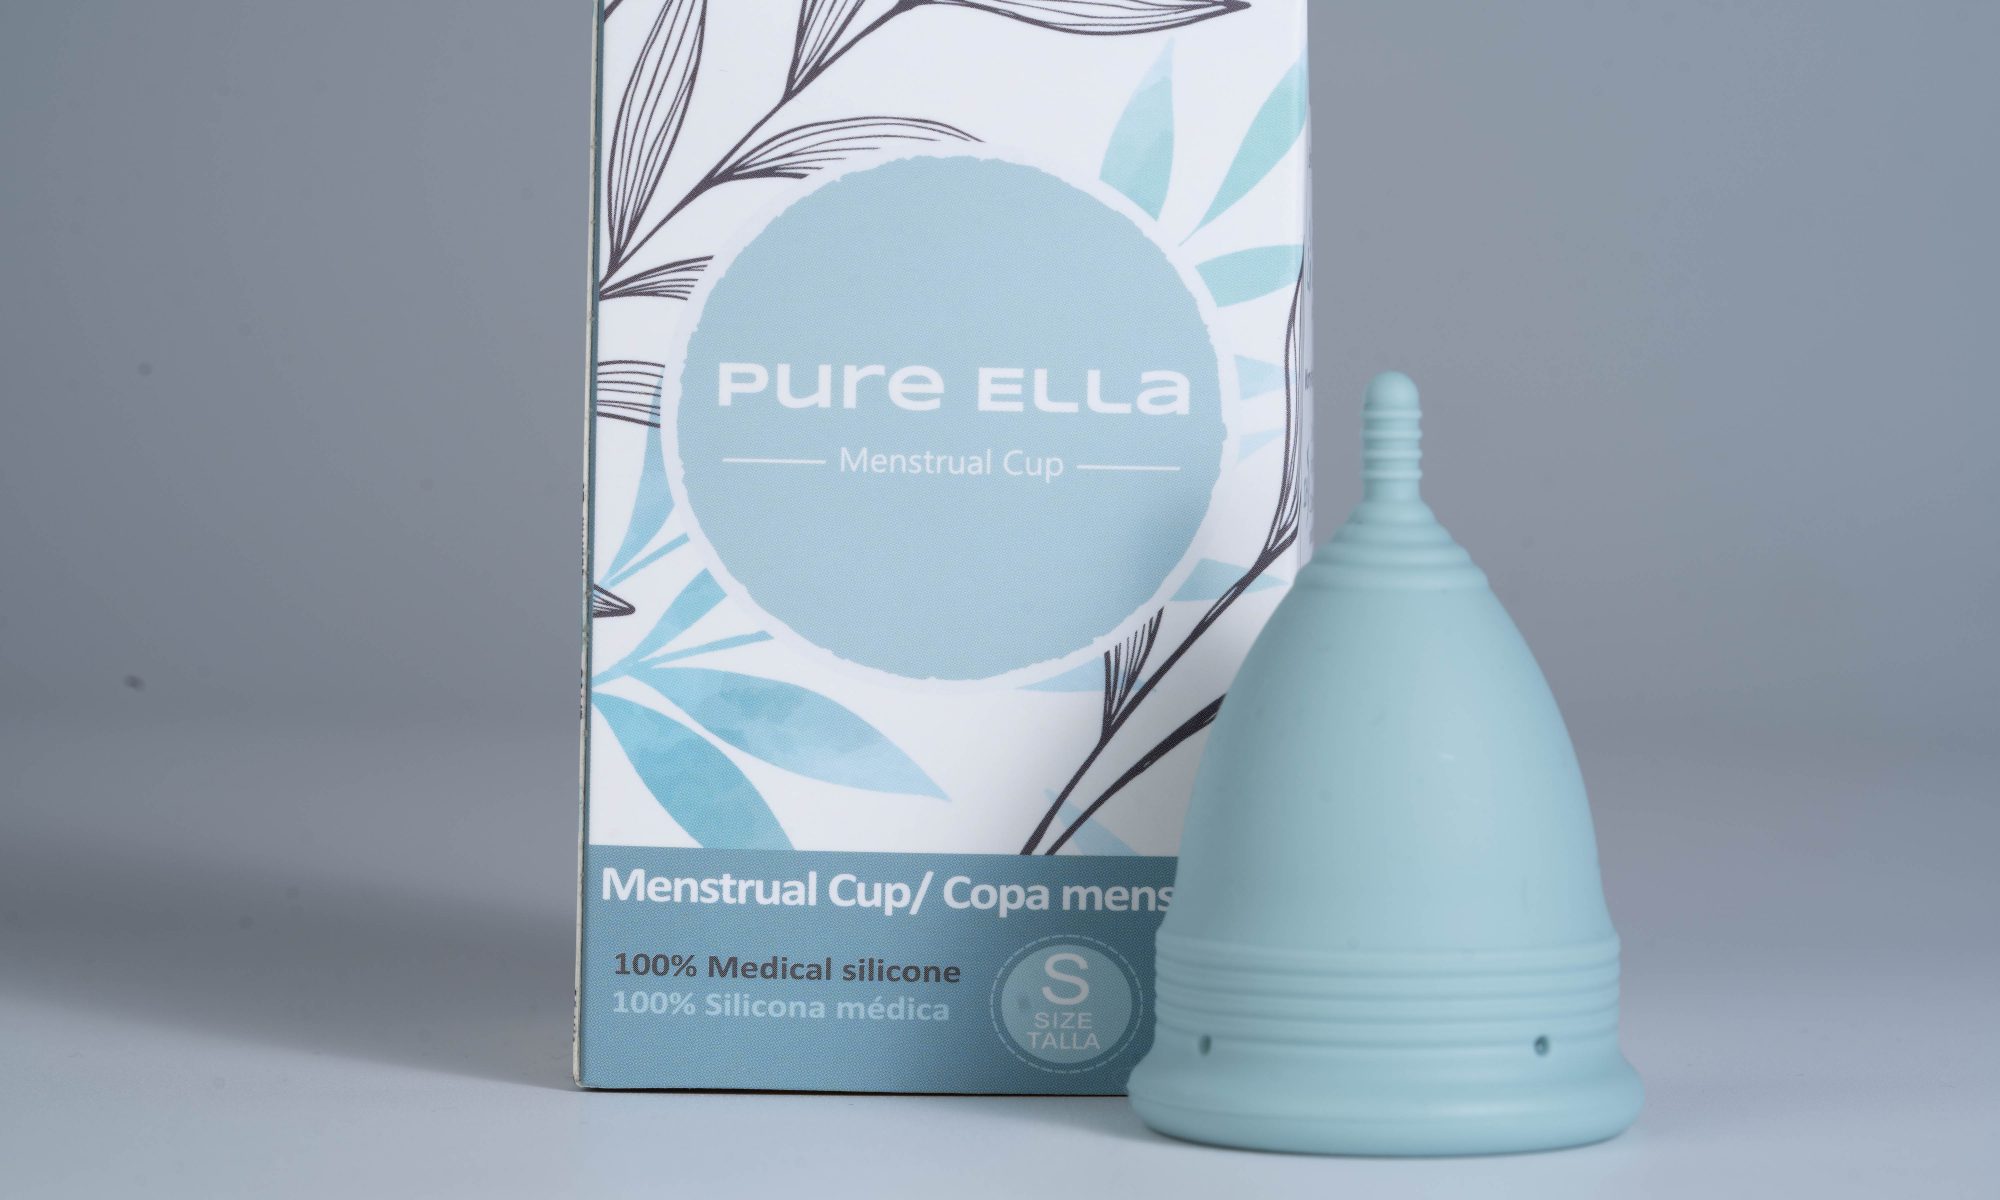 Pure Ella
Menstrual Cup
Menstrual Cup/ Copa mens
100% Medical silicone
100% Silicona médica
S
SIZE
TALLA